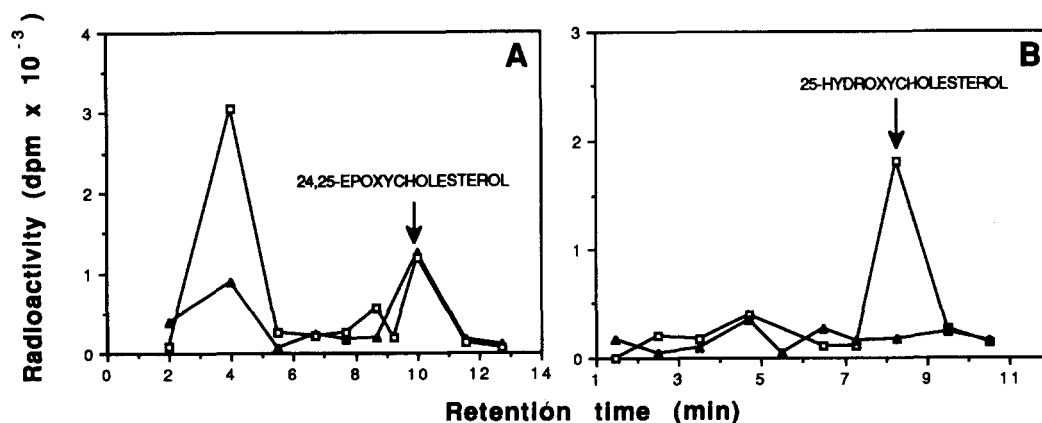 Radioactivity (dpm x 10⁻³)
4
3
2
1
0
A
24,25-EPOXYCHOLESTEROL
0 2 4 6 8 10 12 14
3
2
1
0
B
25-HYDROXYCHOLESTEROL
1 3 5 7 9 11
Retention time (min)